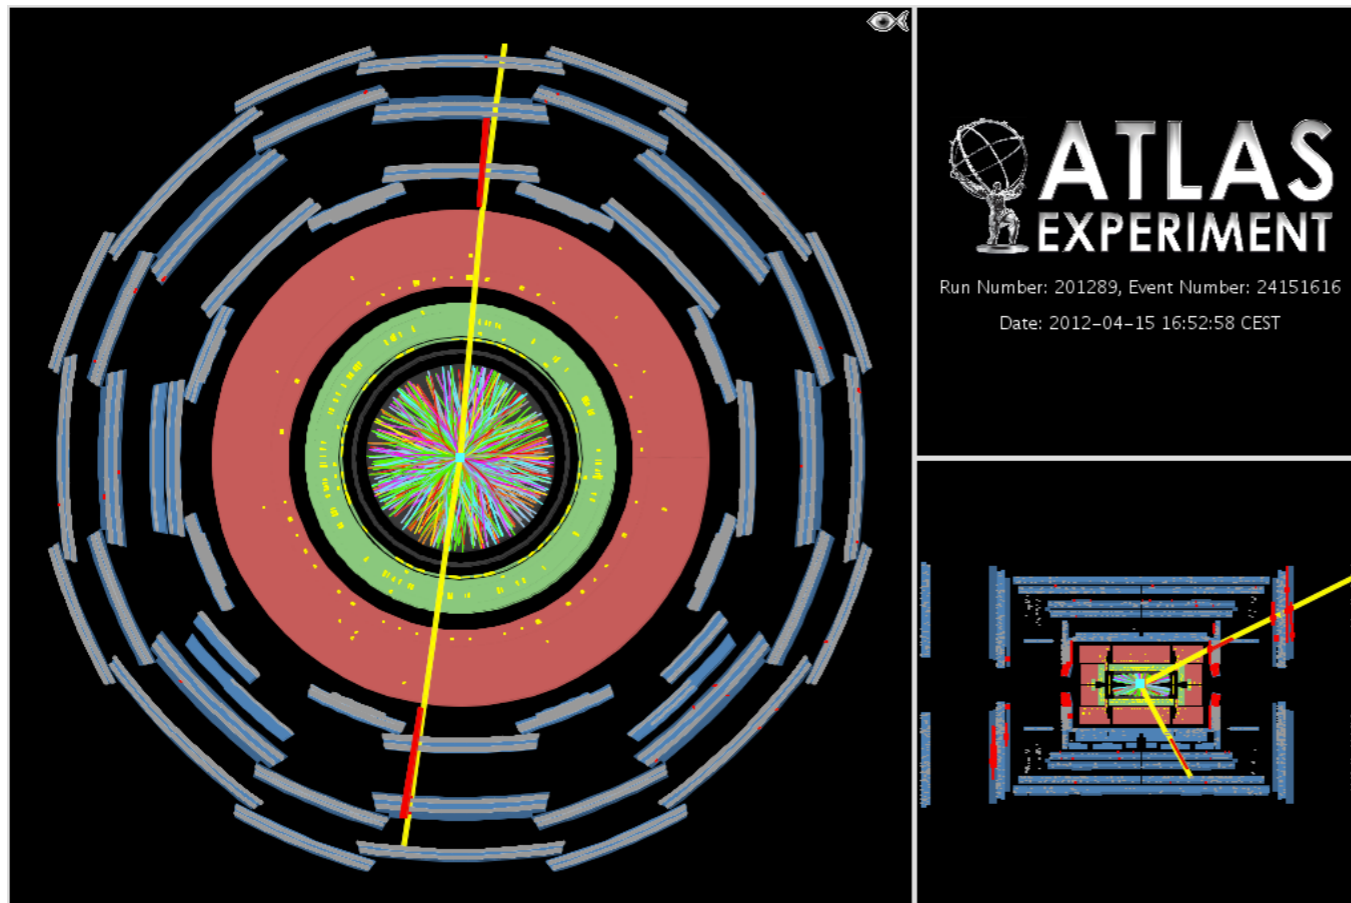 ATLAS
EXPERIMENT
Run Number: 201289, Event Number: 24151616
Date: 2012-04-15 16:52:58 CEST